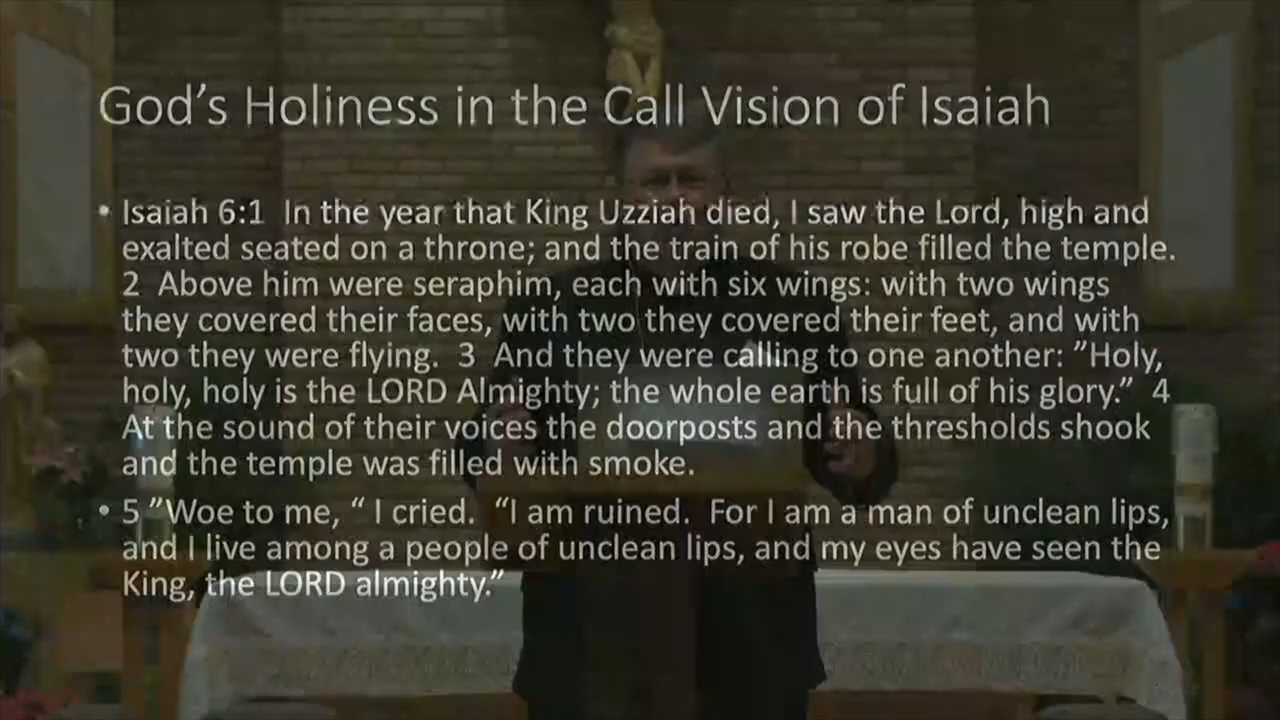 God’s Holiness in the Call Vision of Isaiah
• Isaiah 6:1  In the year that King Uzziah died, I saw the Lord, high and
exalted seated on a throne; and the train of his robe filled the temple.
2  Above him were seraphim, each with six wings: with two wings
they covered their faces, with two they covered their feet, and with
two they were flying.  3  And they were calling to one another: ”Holy,
holy, holy is the LORD Almighty; the whole earth is full of his glory.”  4
At the sound of their voices the doorposts and the thresholds shook
and the temple was filled with smoke.
• 5 ”Woe to me, “ I cried.  “I am ruined.  For I am a man of unclean lips,
and I live among a people of unclean lips, and my eyes have seen the
King, the LORD almighty.”